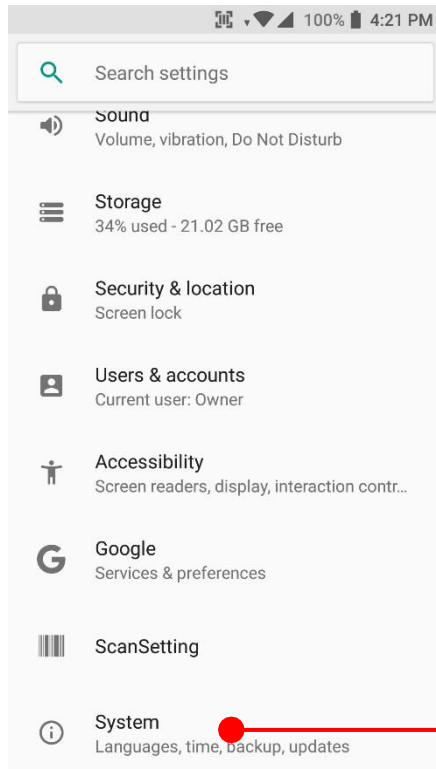 100% 4:21 PM
Search settings
Sound
Volume, vibration, Do Not Disturb
Storage
34% used - 21.02 GB free
Security & location
Screen lock
Users & accounts
Current user: Owner
Accessibility
Screen readers, display, interaction contr...
Google
Services & preferences
ScanSetting
System
Languages, time, backup, updates